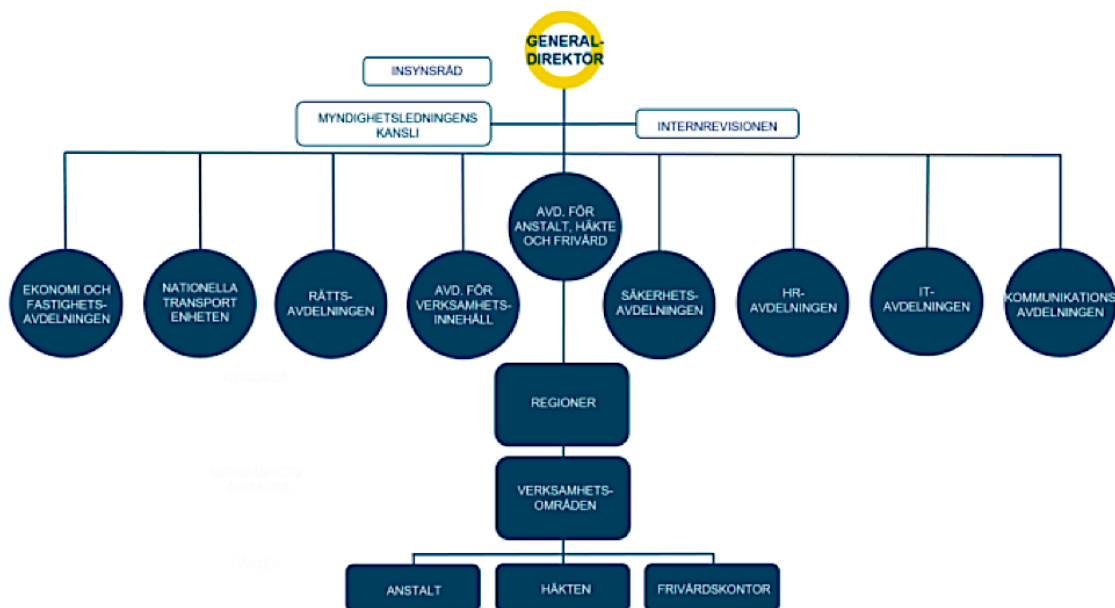 GENERAL-
DIREKTÖR
INSYNSRÅD
MYNDIGHETSLEDNINGENS
KANSLI
INTERNREVISIONEN
AVD. FÖR
ANSTALT, HÄKTE
OCH FRIVÅRD
EKONOMI OCH
FASTIGHETS-
AVDELNINGEN
NATIONELLA
TRANSPORT
ENHETEN
RÄTTS-
AVDELNINGEN
AVD. FÖR
VERKSAMHETS-
INNEHÅLL
SÄKERHETS-
AVDELNINGEN
HR-
AVDELNINGEN
IT-
AVDELNINGEN
KOMMUNIKATIONS
AVDELNINGEN
REGIONER
VERKSAMHETS-
OMRÅDEN
ANSTALT
HÄKTEN
FRIVÅRDSKONTOR